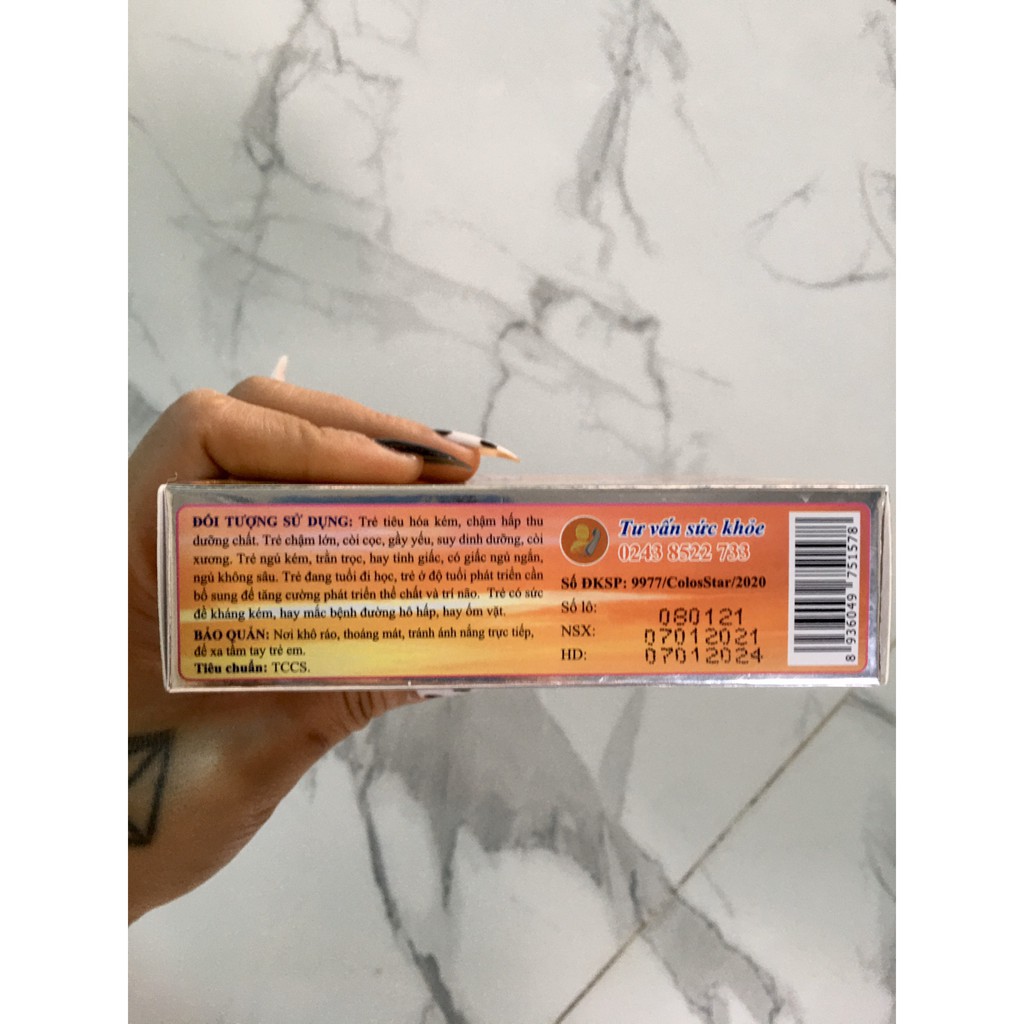 ĐỐI TƯỢNG SỬ DỤNG: Trẻ tiêu hóa kém, chậm hấp thu
dưỡng chất. Trẻ chậm lớn, còi cọc, gầy yếu, suy dinh dưỡng, còi
xương. Trẻ ngủ kém, trằn trọc, hay tỉnh giấc, có giấc ngủ ngắn,
ngủ không sâu. Trẻ đang tuổi đi học, trẻ ở độ tuổi phát triển cần
bổ sung để tăng cường phát triển thể chất và trí não. Trẻ có sức
đề kháng kém, hay mắc bệnh đường hô hấp, hay ốm vặt.
BẢO QUẢN: Nơi khô ráo, thoáng mát, tránh ánh nắng trực tiếp,
để xa tầm tay trẻ em.
Tiêu chuẩn: TCCS.
Tư vấn sức khỏe
0243 8522 733
Số ĐKSP: 9977/ColosStar/2020
Số lô: 080121
NSX: 07012021
HD: 07012024
8 936049 751578